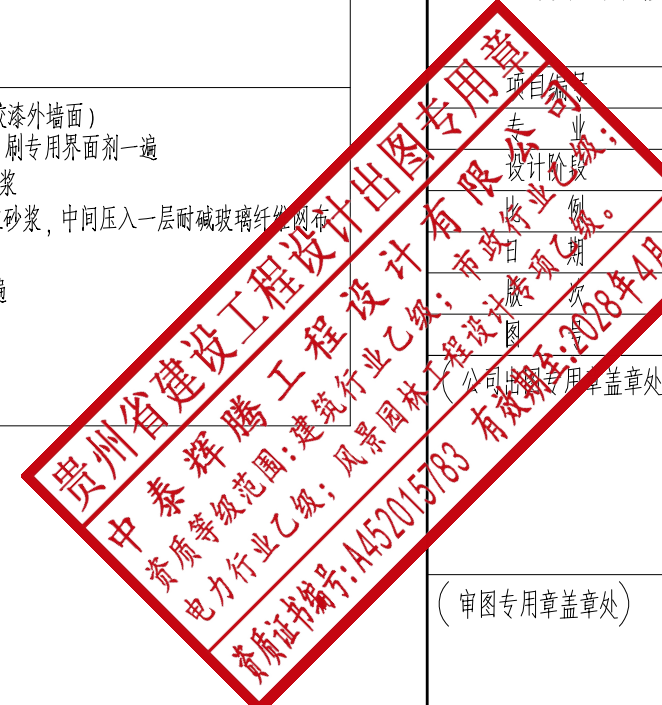 胶漆外墙面）
刷专用界面剂一遍
浆
砂浆，中间压入一层耐碱玻璃纤维网布
遍
贵州省建设工程设计出图专用章
中泰辉腾工程设计有限公司
资质等级范围：建筑行业乙级；市政行业乙级；
电力行业乙级；风景园林工程设计专项乙级。
资质证书编号：A452015783 有效期至：2028年4月
项目编号
专 业
设计阶段
比 例
日 期
版 次
图 号
（公司出图专用章盖章处
（审图专用章盖章处）